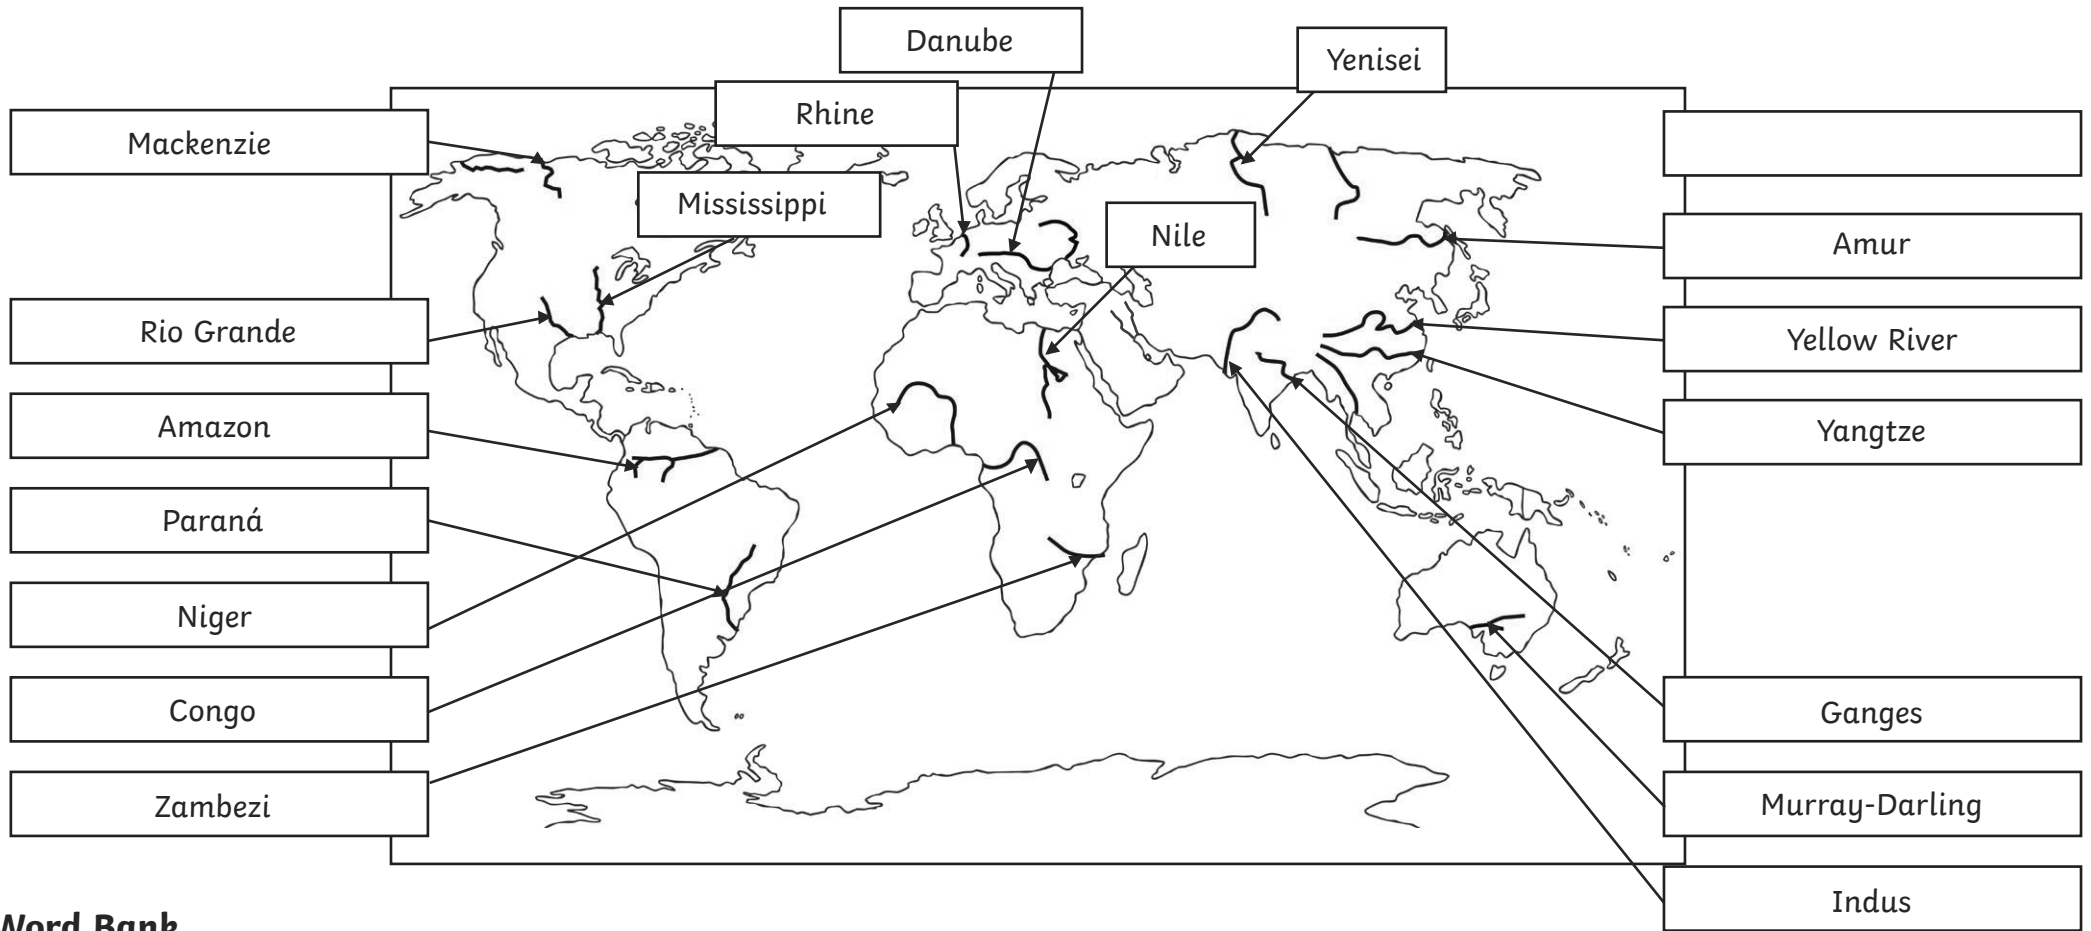 Danube
Yenisei
Rhine
Mackenzie
Mississippi
Nile
Amur
Rio Grande
Yellow River
Amazon
Yangtze
Paraná
Niger
Congo
Ganges
Zambezi
Murray-Darling
Indus
Word Bank